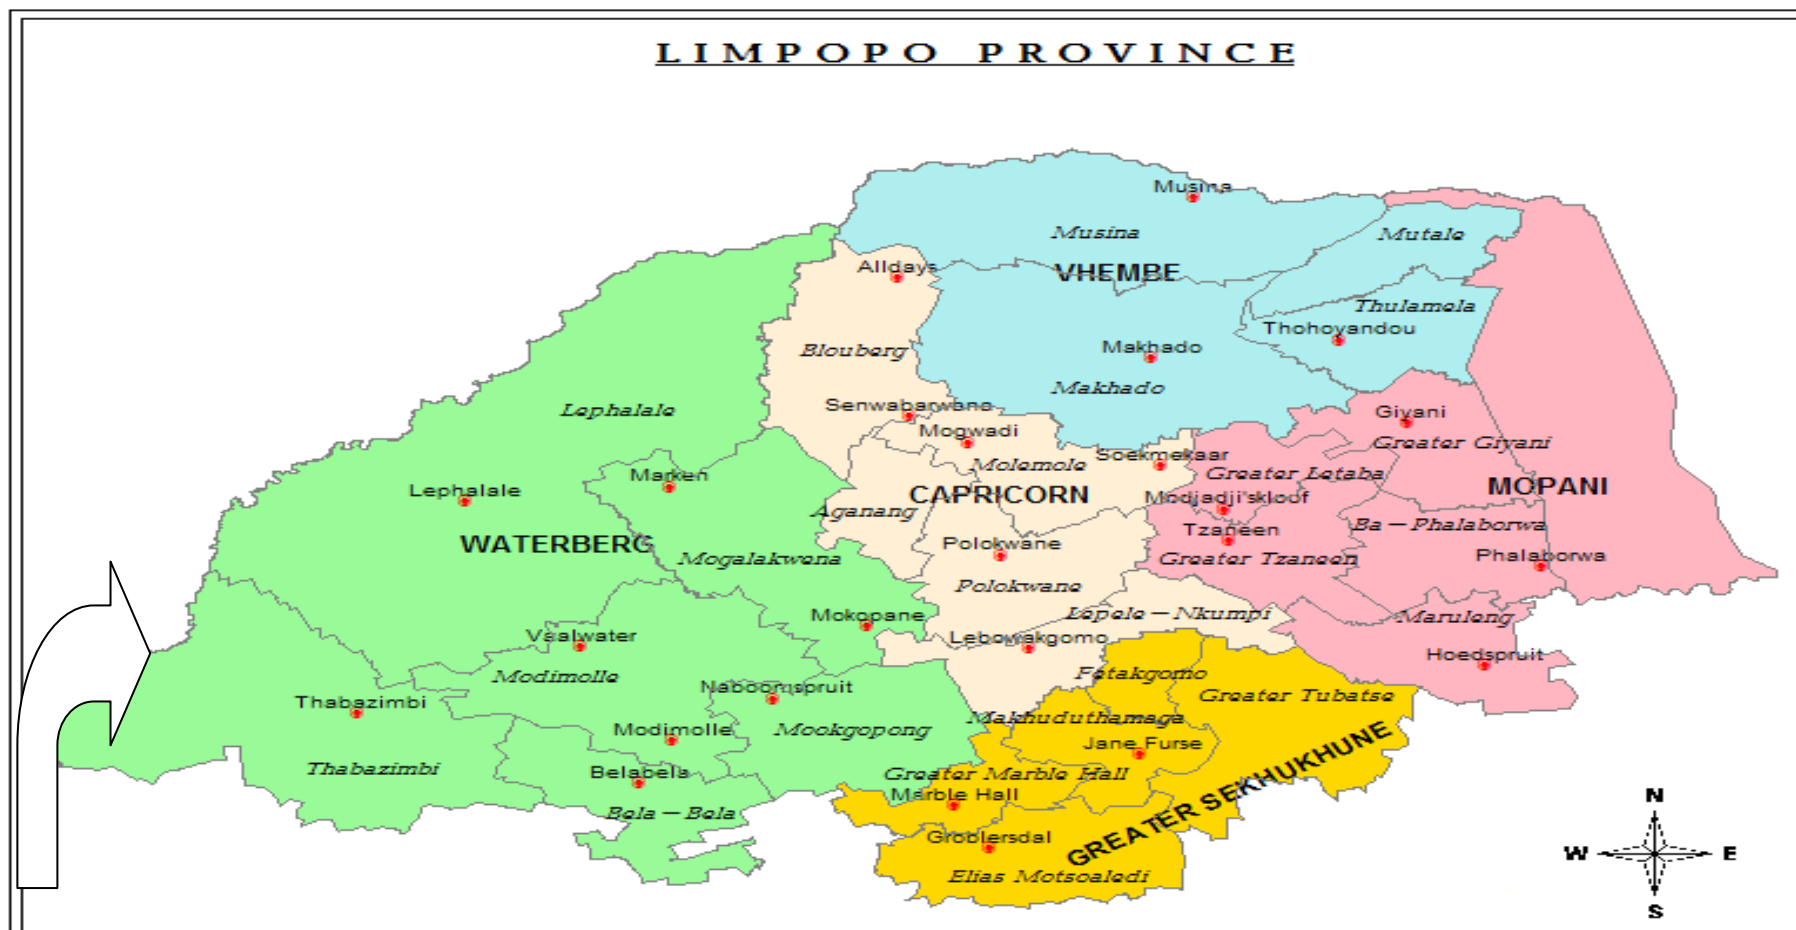 LIMPOPO PROVINCE
Musina
Musina
Mutale
Alldays
VHEMBE
Thulamela
Thohoyandou
Makhado
Blouberg
Makhado
Lephalale
Senwabarwano
Giyani
Mogwadi
Greater Giyani
Soekmekaar
Molemole
Greater Letaba
Marken
Lephalale
CAPRICORN
MOPANI
Modjadji'skloof
Aganang
Ba-Phalaborwa
Tzaneen
WATERBERG
Polokwane
Mogalakwena
Greater Tzaneen
Phalaborwa
Polokwane
Mokopane
Lepele-Nkumpi
Maruleng
Vaalwater
Lebowakgomo
Hoedspruit
Modimolle
Fetakgomo
Naboomspruit
Greater Tubatse
Thabazimbi
Makhuduthamaga
Modimolle
Mookgopong
Jane Furse
Thabazimbi
Belabela
Greater Marble Hall
Marble Hall
GREATER SEKHUKHUNE
Bela-Bela
Groblersdal
Elias Motsoaledi
N
W E
S